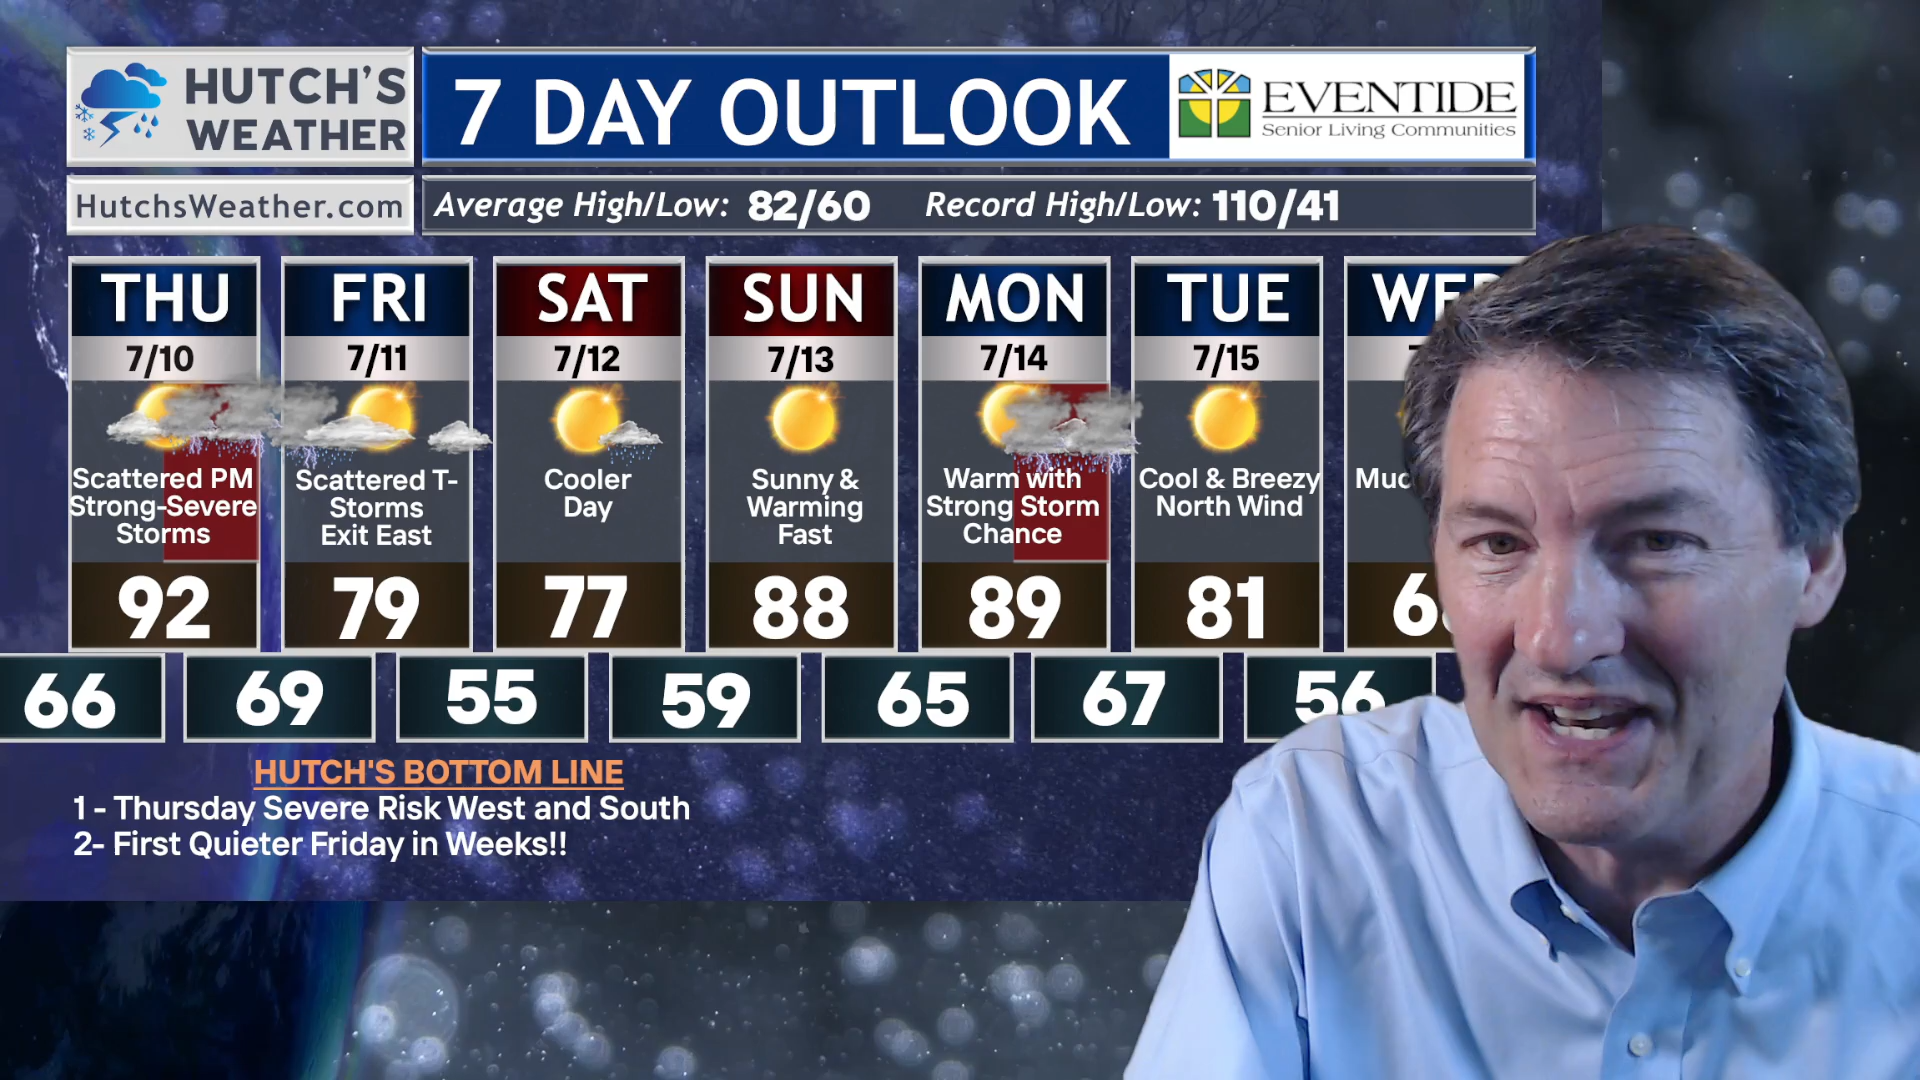 HUTCH'S
WEATHER
7 DAY OUTLOOK
EVENTIDE
Senior Living Communities
HutchsWeather.com
Average High/Low: 82/60 Record High/Low: 110/41
THU FRI SAT SUN MON TUE
7/10 7/11 7/12 7/13 7/14 7/15
Scattered PM
Strong-Severe
Storms
Scattered T-
Storms
Exit East
Cooler
Day
Sunny &
Warming
Fast
Warm with
Strong Storm
Chance
Cool & Breezy
North Wind
92 79 77 88 89 81
66 69 55 59 65 67 56
HUTCH'S BOTTOM LINE
1 - Thursday Severe Risk West and South
2- First Quieter Friday in Weeks!!